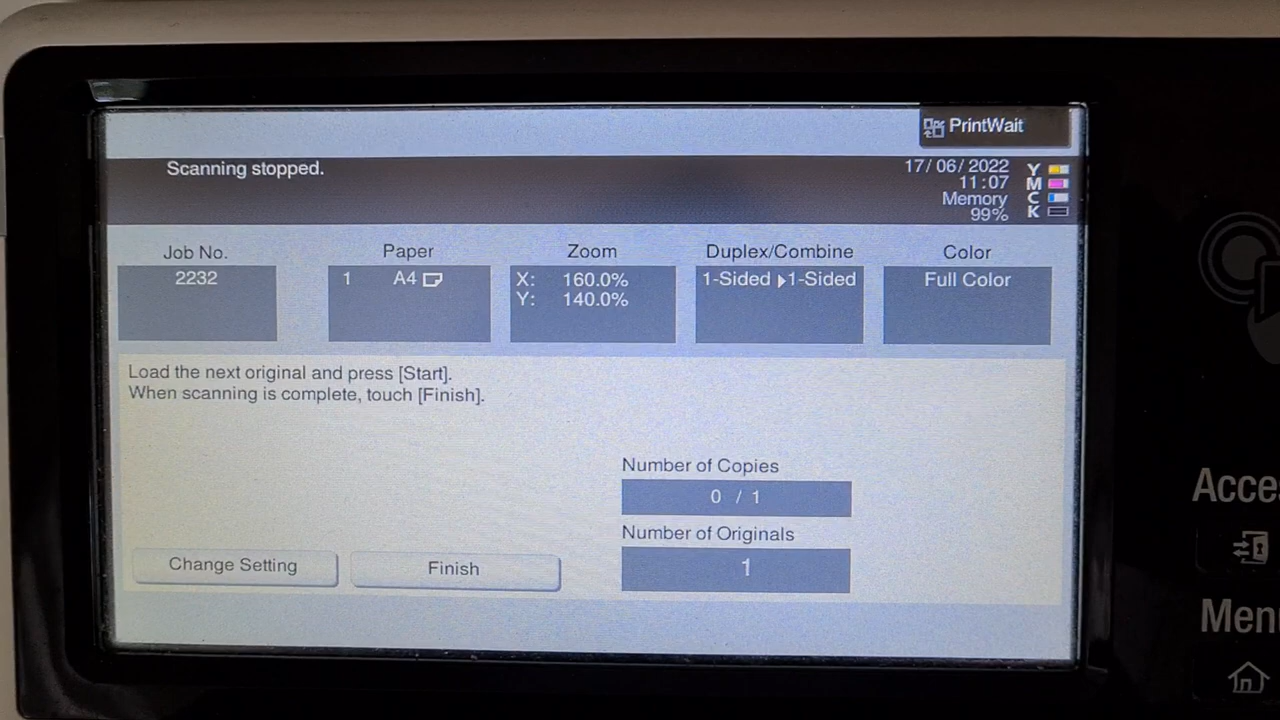 PrintWait
Scanning stopped.
17/06/2022
11:07
Memory
99%
Y
M
C
K
Job No.
2232
Paper
1 A4
Zoom
X: 160.0%
Y: 140.0%
Duplex/Combine
1-Sided ▶1-Sided
Color
Full Color
Load the next original and press [Start].
When scanning is complete, touch [Finish].
Number of Copies
0 / 1
Number of Originals
1
Change Setting
Finish
Acce
Men